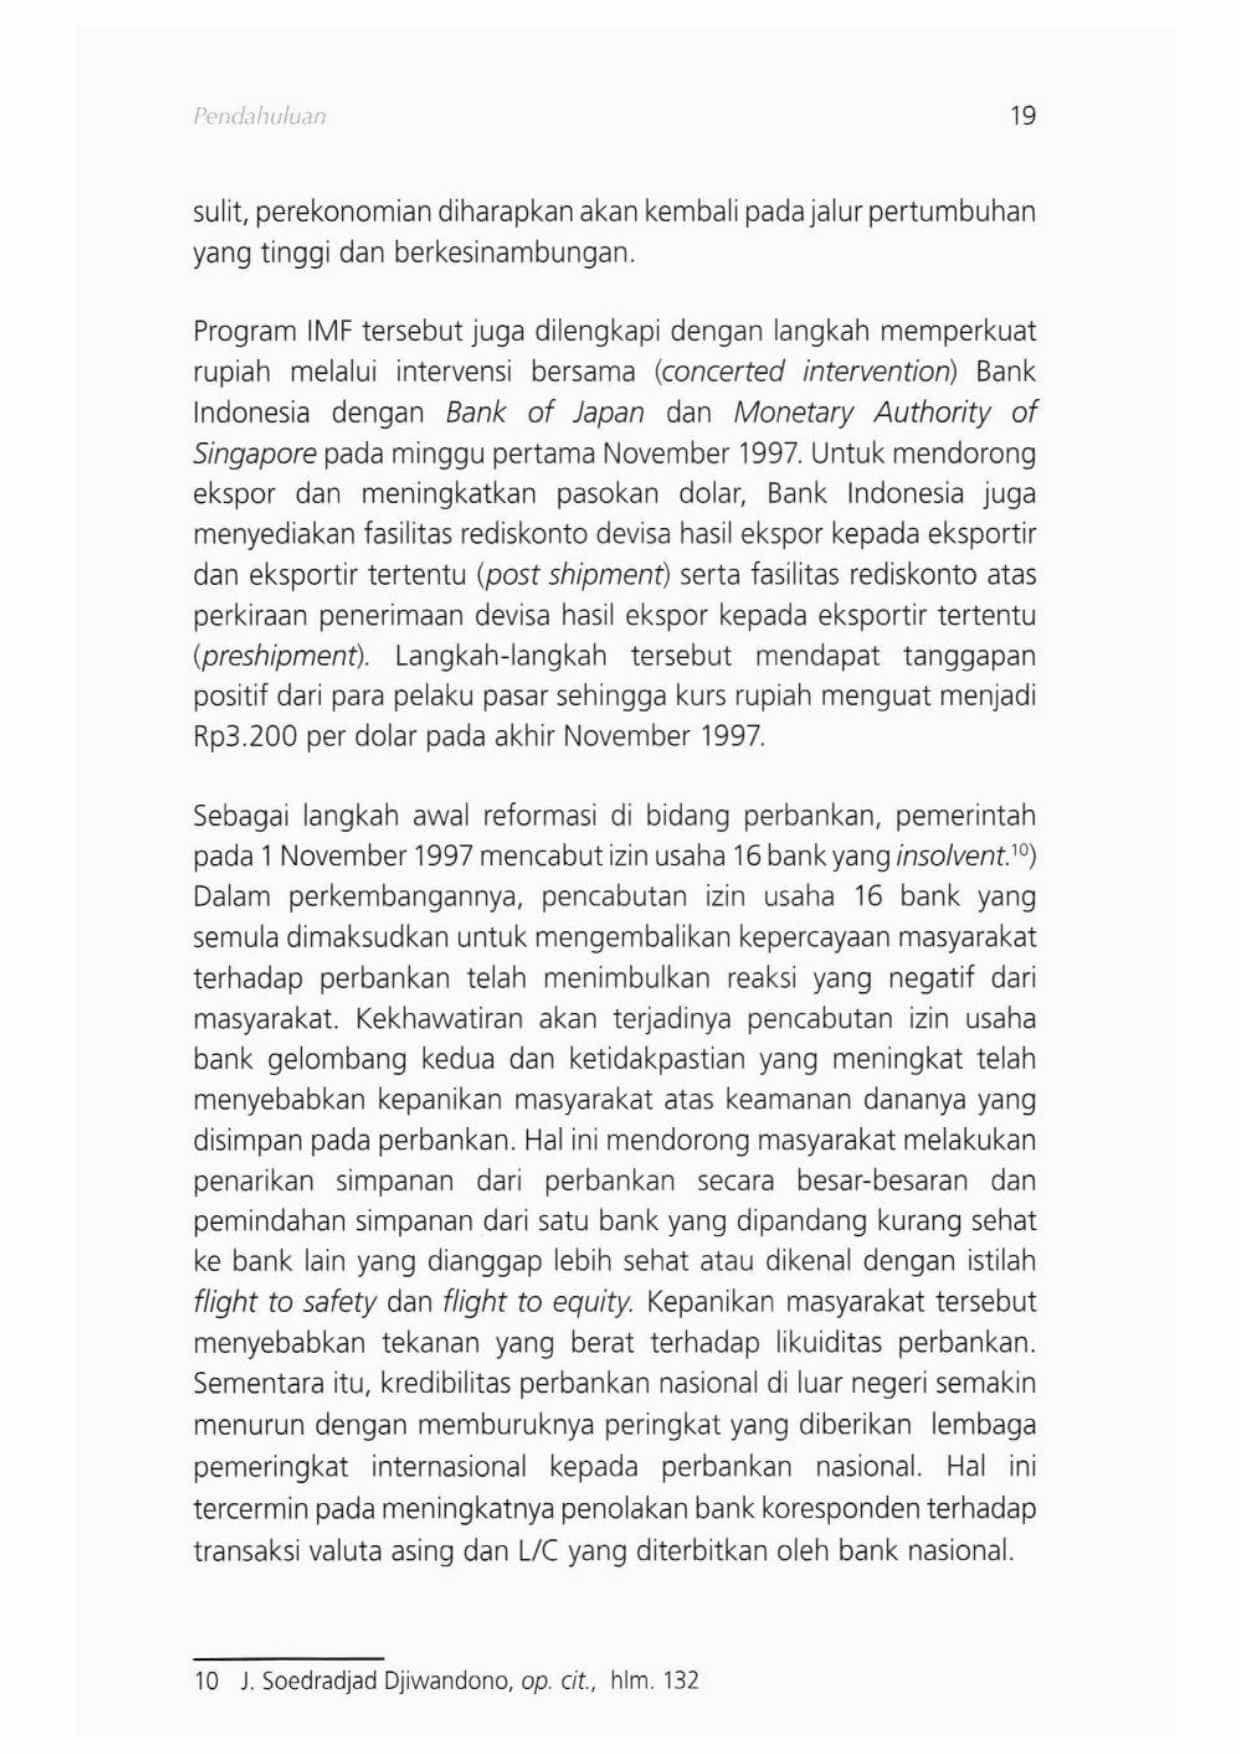 Pendahuluan 19
sulit, perekonomian diharapkan akan kembali pada jalur pertumbuhan
yang tinggi dan berkesinambungan.
Program IMF tersebut juga dilengkapi dengan langkah memperkuat
rupiah melalui intervensi bersama (concerted intervention) Bank
Indonesia dengan Bank of Japan dan Monetary Authority of
Singapore pada minggu pertama November 1997. Untuk mendorong
ekspor dan meningkatkan pasokan dolar, Bank Indonesia juga
menyediakan fasilitas rediskonto devisa hasil ekspor kepada eksportir
dan eksportir tertentu (post shipment) serta fasilitas rediskonto atas
perkiraan penerimaan devisa hasil ekspor kepada eksportir tertentu
(preshipment). Langkah-langkah tersebut mendapat tanggapan
positif dari para pelaku pasar sehingga kurs rupiah menguat menjadi
Rp3.200 per dolar pada akhir November 1997.
Sebagai langkah awal reformasi di bidang perbankan, pemerintah
pada 1 November 1997 mencabut izin usaha 16 bank yang insolvent.¹⁰)
Dalam perkembangannya, pencabutan izin usaha 16 bank yang
semula dimaksudkan untuk mengembalikan kepercayaan masyarakat
terhadap perbankan telah menimbulkan reaksi yang negatif dari
masyarakat. Kekhawatiran akan terjadinya pencabutan izin usaha
bank gelombang kedua dan ketidakpastian yang meningkat telah
menyebabkan kepanikan masyarakat atas keamanan dananya yang
disimpan pada perbankan. Hal ini mendorong masyarakat melakukan
penarikan simpanan dari perbankan secara besar-besaran dan
pemindahan simpanan dari satu bank yang dipandang kurang sehat
ke bank lain yang dianggap lebih sehat atau dikenal dengan istilah
flight to safety dan flight to equity. Kepanikan masyarakat tersebut
menyebabkan tekanan yang berat terhadap likuiditas perbankan.
Sementara itu, kredibilitas perbankan nasional di luar negeri semakin
menurun dengan memburuknya peringkat yang diberikan lembaga
pemeringkat internasional kepada perbankan nasional. Hal ini
tercermin pada meningkatnya penolakan bank koresponden terhadap
transaksi valuta asing dan L/C yang diterbitkan oleh bank nasional.
10 J. Soedradjad Djiwandono, op. cit., hlm. 132